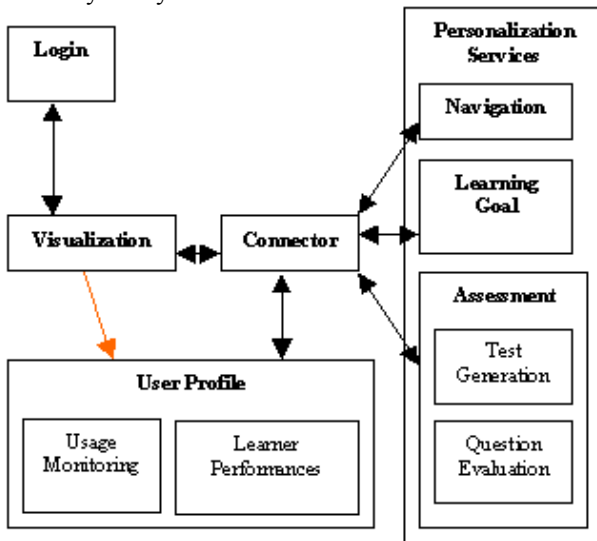 Login
Personalization
Services
Navigation
Learning
Goal
Visualization
Connector
Assessment
Test
Generation
User Profile
Usage
Monitoring
Learner
Performances
Question
Evaluation